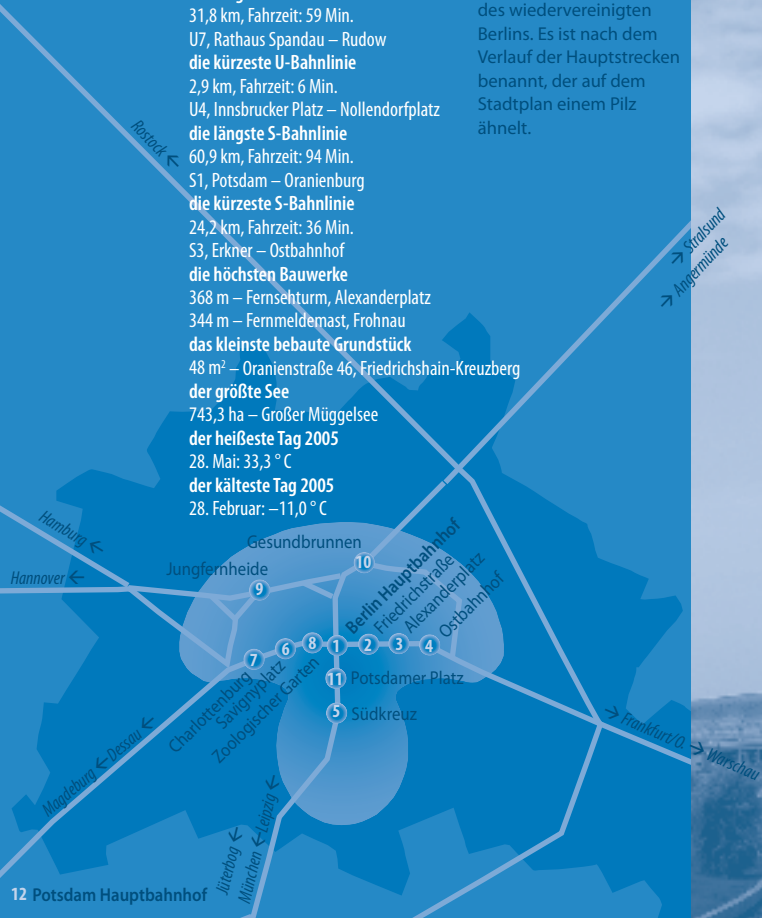 31,8 km, Fahrzeit: 59 Min.
U7, Rathaus Spandau – Rudow
die kürzeste U-Bahnlinie
2,9 km, Fahrzeit: 6 Min.
U4, Innsbrucker Platz – Nollendorfplatz
die längste S-Bahnlinie
60,9 km, Fahrzeit: 94 Min.
S1, Potsdam – Oranienburg
die kürzeste S-Bahnlinie
24,2 km, Fahrzeit: 36 Min.
S3, Erkner – Ostbahnhof
die höchsten Bauwerke
368 m – Fernsehturm, Alexanderplatz
344 m – Fernmeldemast, Frohnau
das kleinste bebaute Grundstück
48 m² – Oranienstraße 46, Friedrichshain-Kreuzberg
der größte See
743,3 ha – Großer Müggelsee
der heißeste Tag 2005
28. Mai: 33,3 ° C
der kälteste Tag 2005
28. Februar: –11,0 ° C
des wiedervereinigten
Berlins. Es ist nach dem
Verlauf der Hauptstrecken
benannt, der auf dem
Stadtplan einem Pilz
ähnelt.
Rostock ←
→ Stralsund
→ Angermünde
Hamburg ←
Hannover ←
Gesundbrunnen
10
Jungfernheide
9
Berlin Hauptbahnhof
Friedrichstraße
Alexanderplatz
Ostbahnhof
7
6
8
1
2
3
4
Charlottenburg
Savignyplatz
Zoologischer Garten
11 Potsdamer Platz
5 Südkreuz
→ Frankfurt/O. → Warschau
Magdeburg ← Dessau ←
Jüterbog ←
München ← Leipzig ←
12 Potsdam Hauptbahnhof